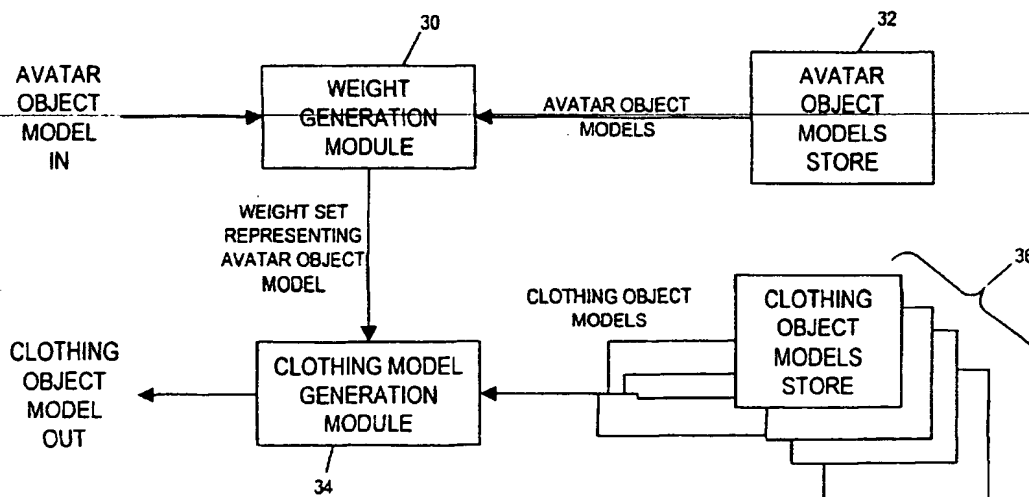 30
32
AVATAR
OBJECT
MODEL
IN
WEIGHT
GENERATION
MODULE
AVATAR OBJECT
MODELS
AVATAR
OBJECT
MODELS
STORE
WEIGHT SET
REPRESENTING
AVATAR OBJECT
MODEL
36
CLOTHING OBJECT
MODELS
CLOTHING
OBJECT
MODELS
STORE
CLOTHING
OBJECT
MODEL
OUT
CLOTHING MODEL
GENERATION
MODULE
34